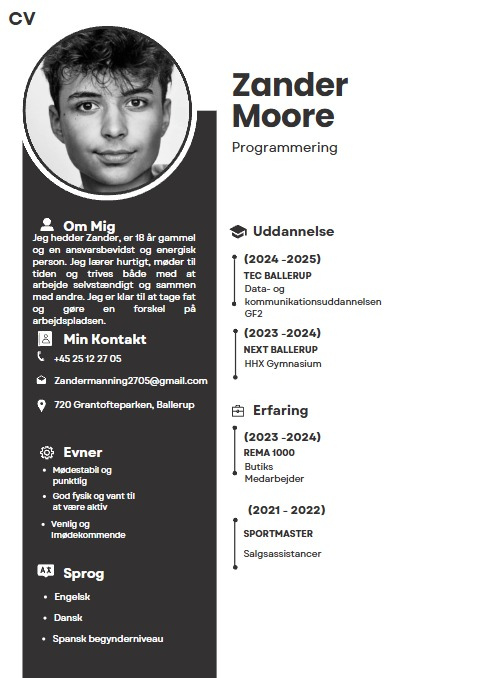 CV
Zander
Moore
Programmering
Om Mig
Jeg hedder Zander, er 18 år gammel
og en ansvarsbevidst og energisk
person. Jeg lærer hurtigt, møder til
tiden og trives både med at
arbejde selvstændigt og sammen
med andre. Jeg er klar til at tage fat
og gøre en forskel på
arbejdspladsen.
Min Kontakt
+45 25 12 27 05
Zandermanning2705@gmail.com
720 Grantofteparken, Ballerup
Evner
• Mødestabil og
punktlig
• God fysik og vant til
at være aktiv
• Venlig og
Imødekommende
Sprog
• Engelsk
• Dansk
• Spansk begynderniveau
Uddannelse
(2024 -2025)
TEC BALLERUP
Data- og
kommunikationsuddannelsen
GF2
(2023 -2024)
NEXT BALLERUP
HHX Gymnasium
Erfaring
(2023 -2024)
REMA 1000
Butiks
Medarbejder
(2021 - 2022)
SPORTMASTER
Salgsassistancer